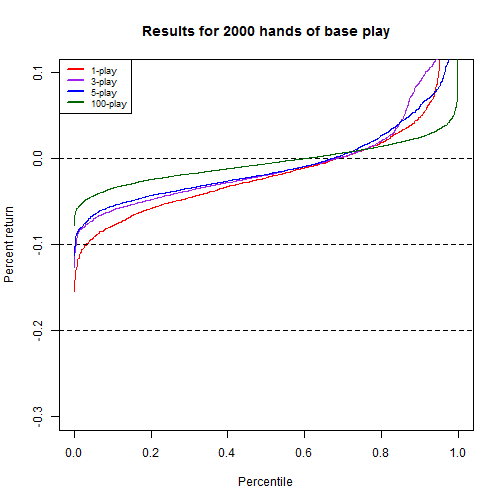 Results for 2000 hands of base play
1-play
3-play
5-play
100-play
Percent return
0.1
0.0
-0.1
-0.2
-0.3
0.0 0.2 0.4 0.6 0.8 1.0
Percentile